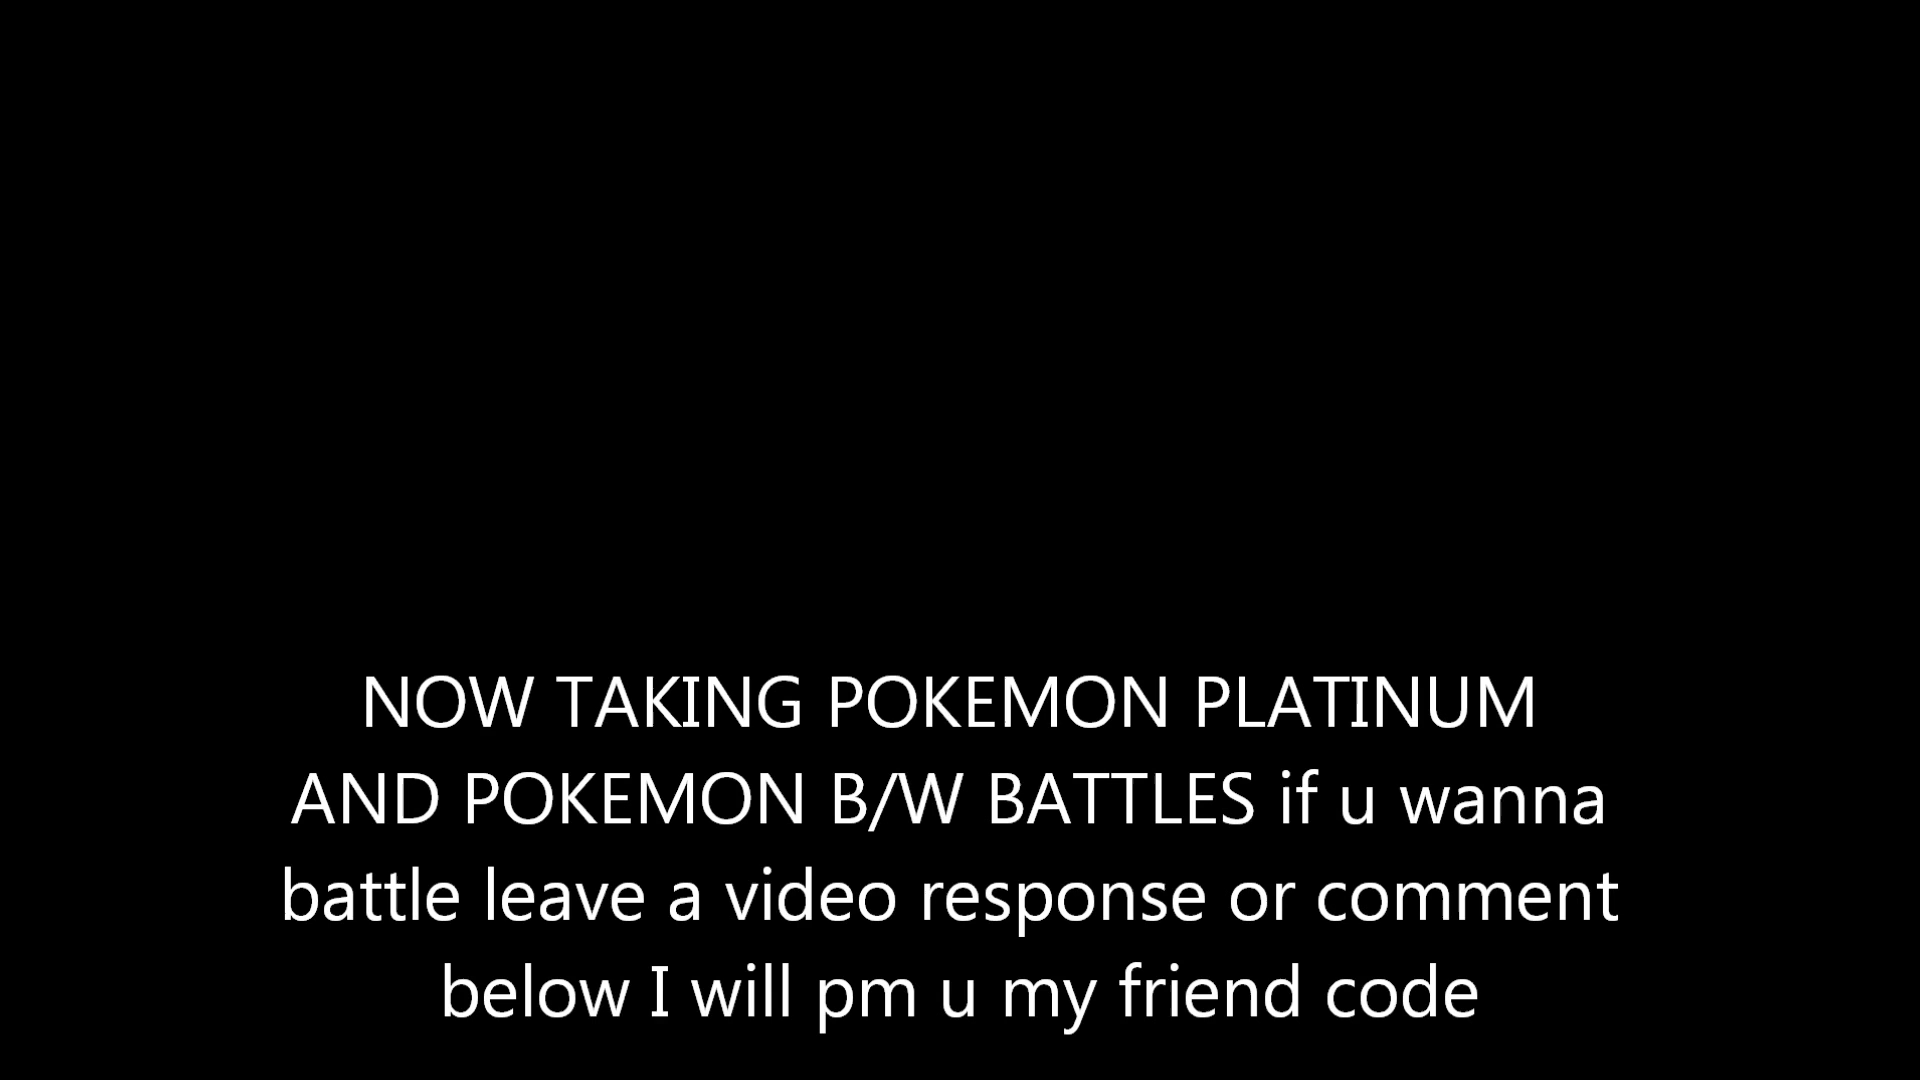 NOW TAKING POKEMON PLATINUM
AND POKEMON B/W BATTLES if u wanna
battle leave a video response or comment
below I will pm u my friend code